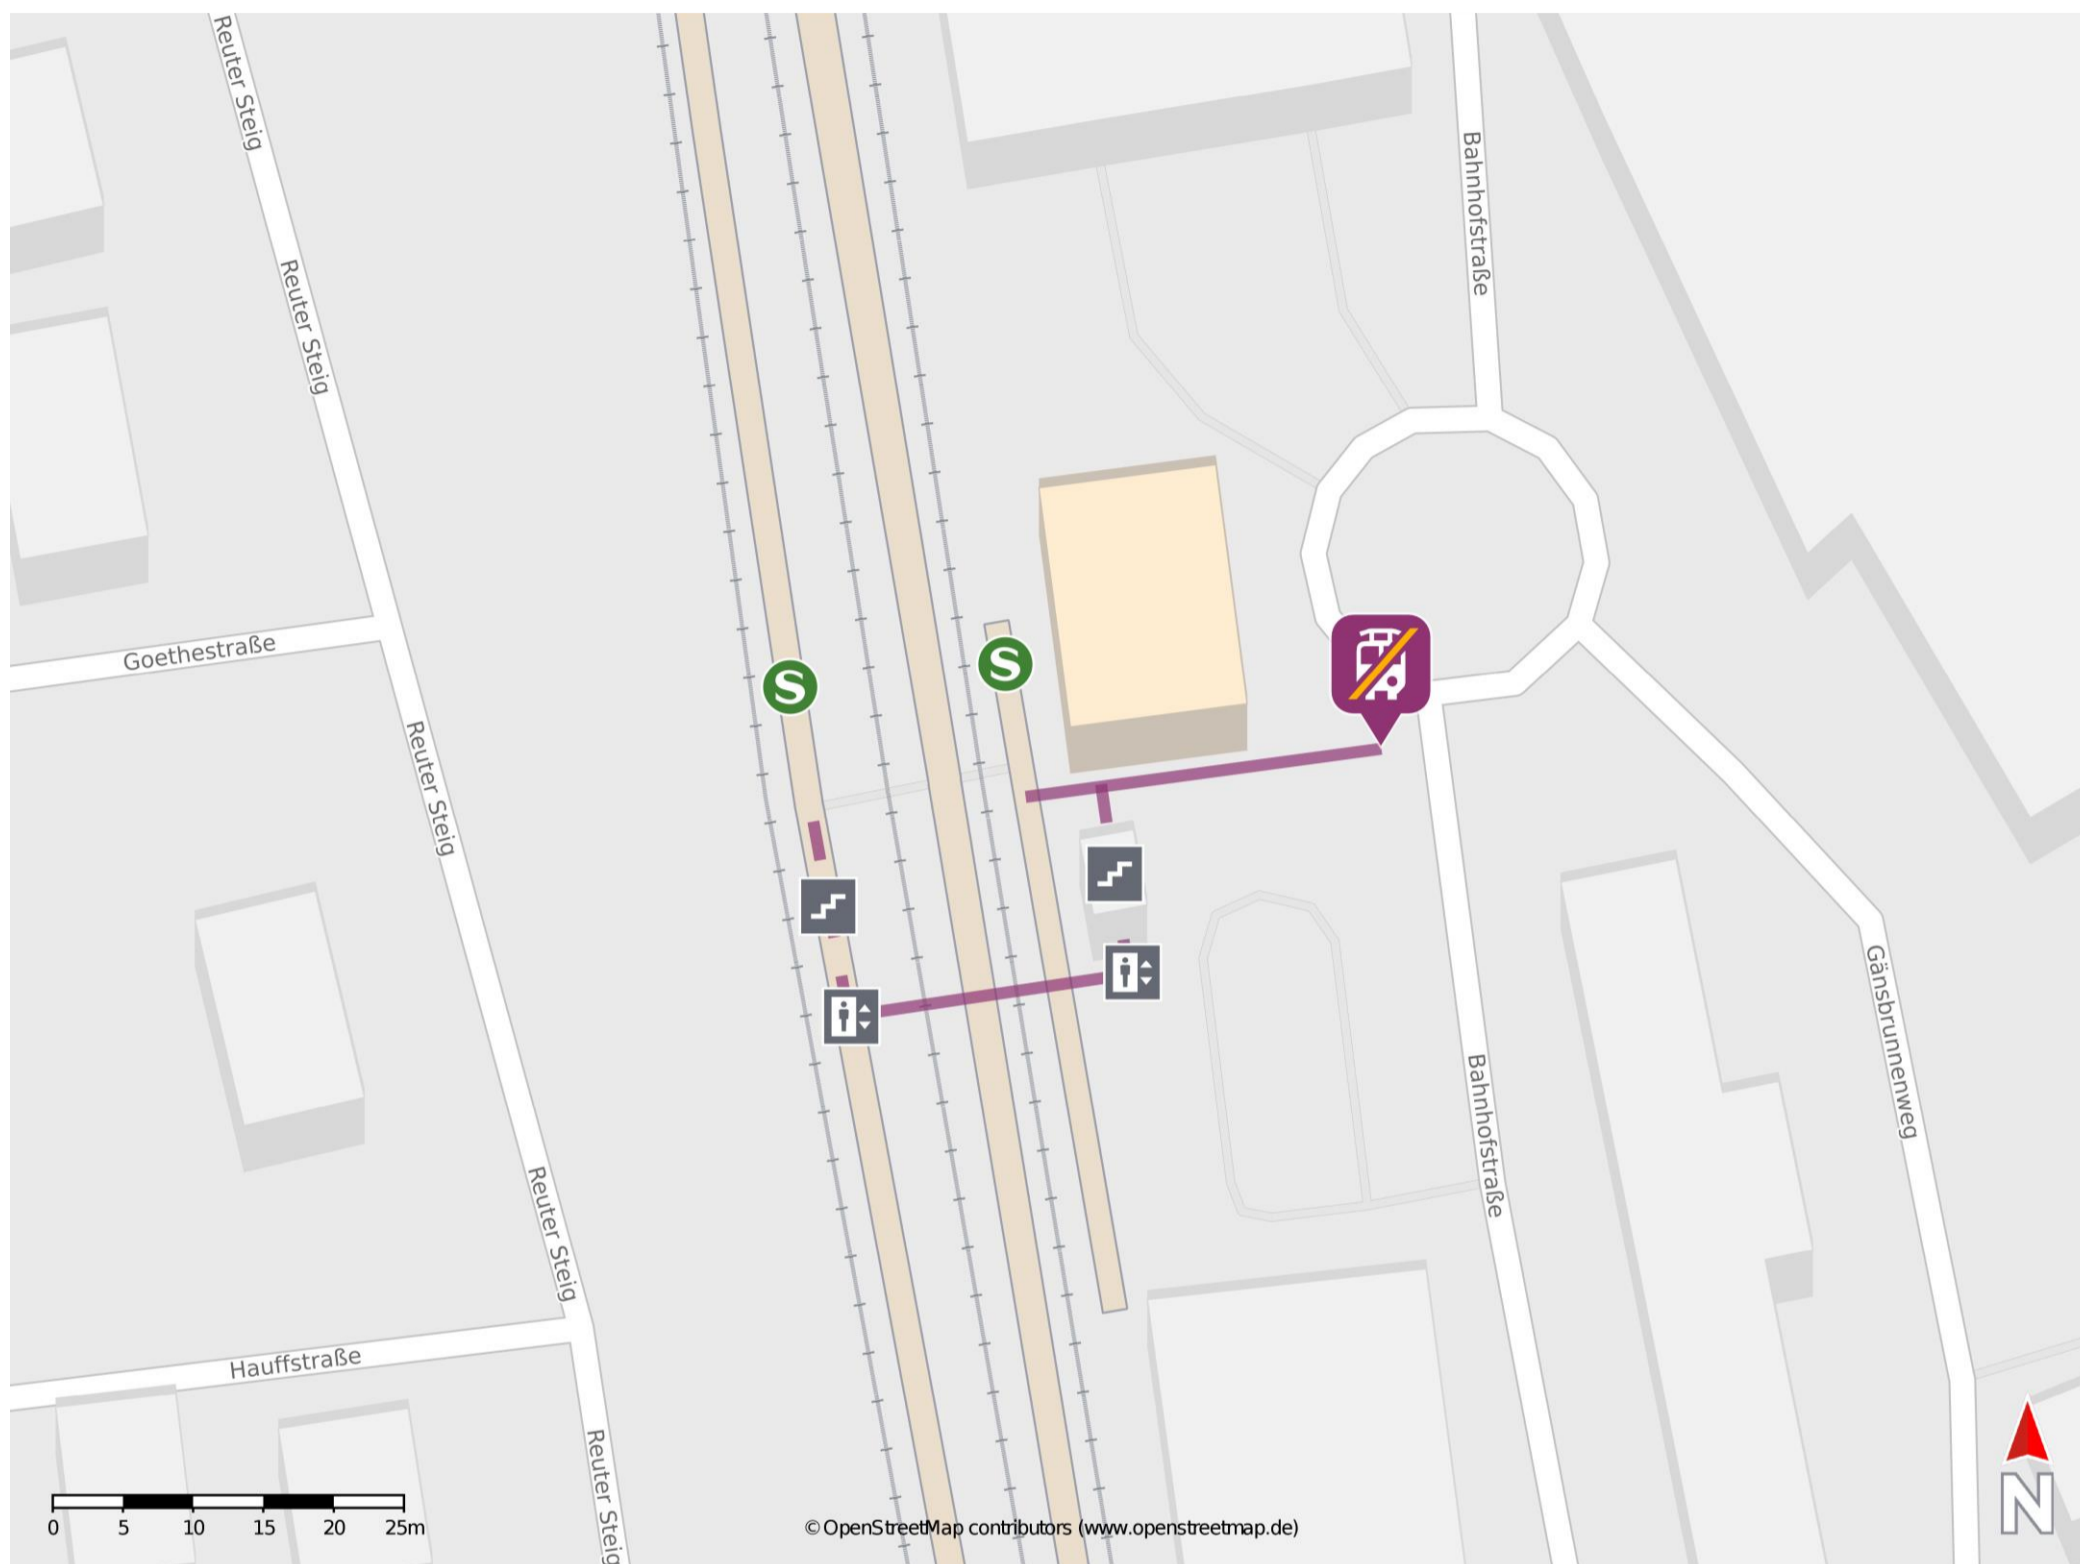 Reuter Steig
Bahnhofstraße
Reuter Steig
Goethestraße
S
S
Reuter Steig
Gänsbrunnenweg
Bahnhofstraße
Reuter Steig
Hauffstraße
Reuter Steig
N
0 5 10 15 20 25m
© OpenStreetMap contributors (www.openstreetmap.de)